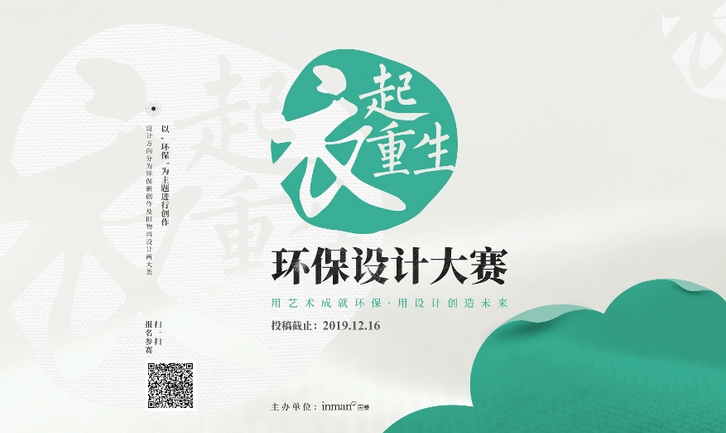 衣起重生
环保设计大赛
用艺术成就环保·用设计创造未来
投稿截止：2019.12.16
以“环保”为主题进行创作
设计方向分为环保新创作及旧物再设计两大类
扫一扫
报名参赛
主办单位：inman 茵曼